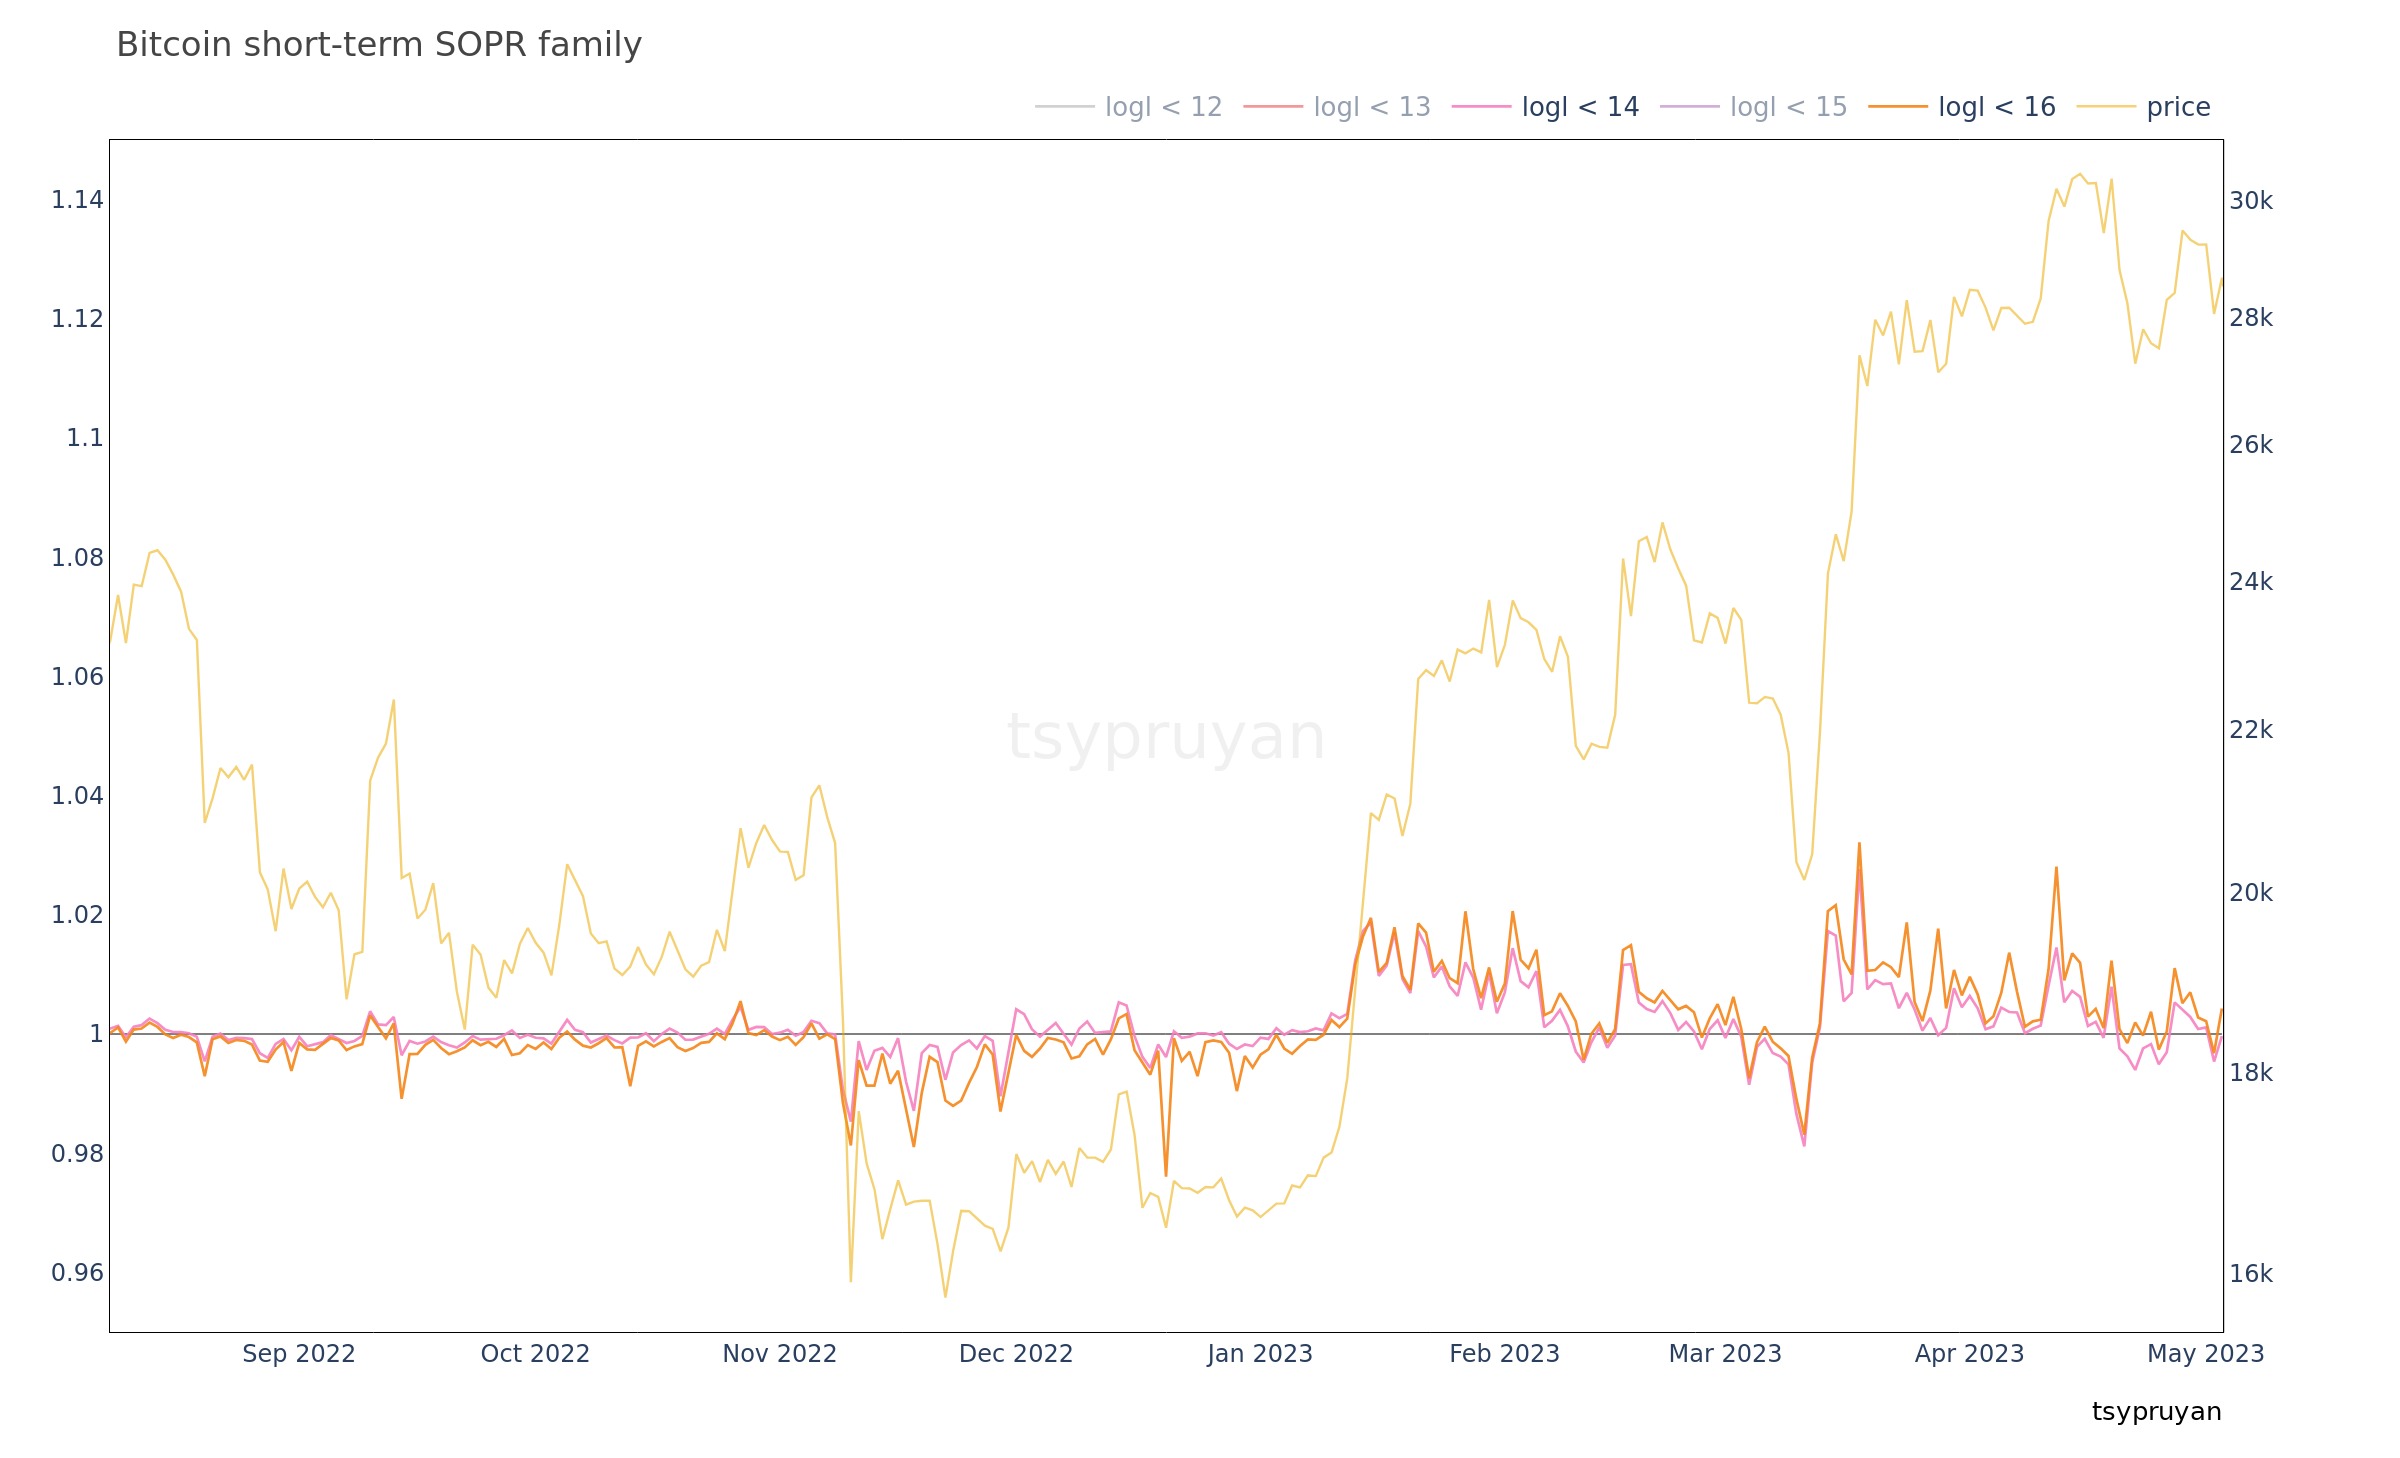 Bitcoin short-term SOPR family
logl < 12 logl < 13 logl < 14 logl < 15 logl < 16 price
1.14 30k
1.12 28k
1.1 26k
1.08 24k
1.06 22k
tsypruyan
1.04
1.02 20k
1 18k
0.98
0.96 16k
Sep 2022 Oct 2022 Nov 2022 Dec 2022 Jan 2023 Feb 2023 Mar 2023 Apr 2023 May 2023
tsypruyan